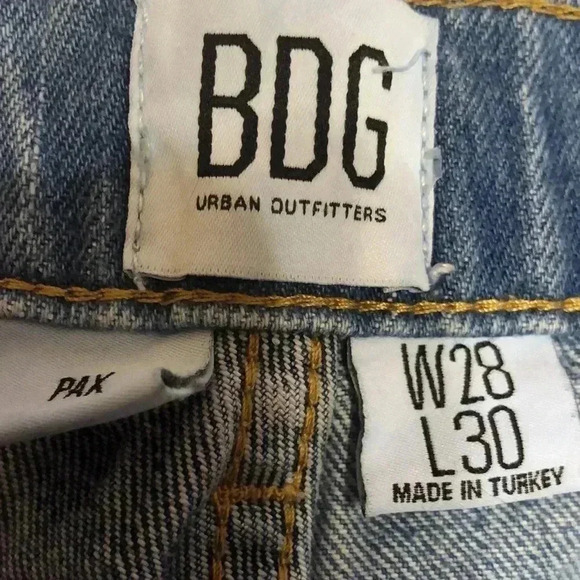 BDG
URBAN OUTFITTERS
PAX
W28
L30
MADE IN TURKEY